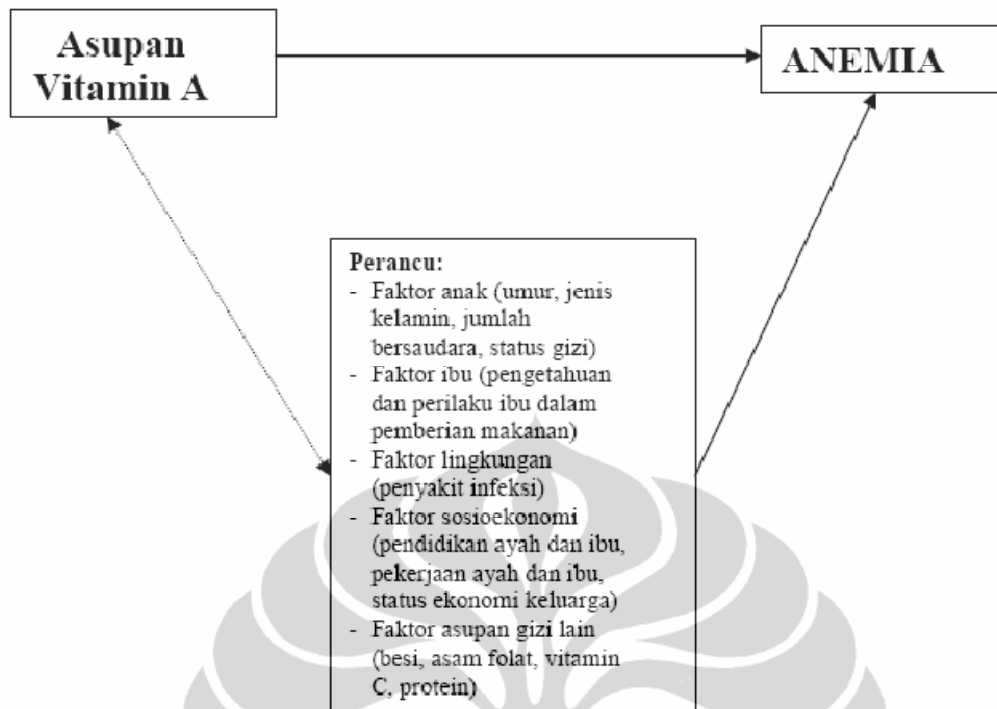 Asupan
Vitamin A
ANEMIA
Perancu:
- Faktor anak (umur, jenis
kelamin, jumlah
bersaudara, status gizi)
- Faktor ibu (pengetahuan
dan perilaku ibu dalam
pemberian makanan)
- Faktor lingkungan
(penyakit infeksi)
- Faktor sosioekonomi
(pendidikan ayah dan ibu,
pekerjaan ayah dan ibu,
status ekonomi keluarga)
- Faktor asupan gizi lain
(besi, asam folat, vitamin
C, protein)